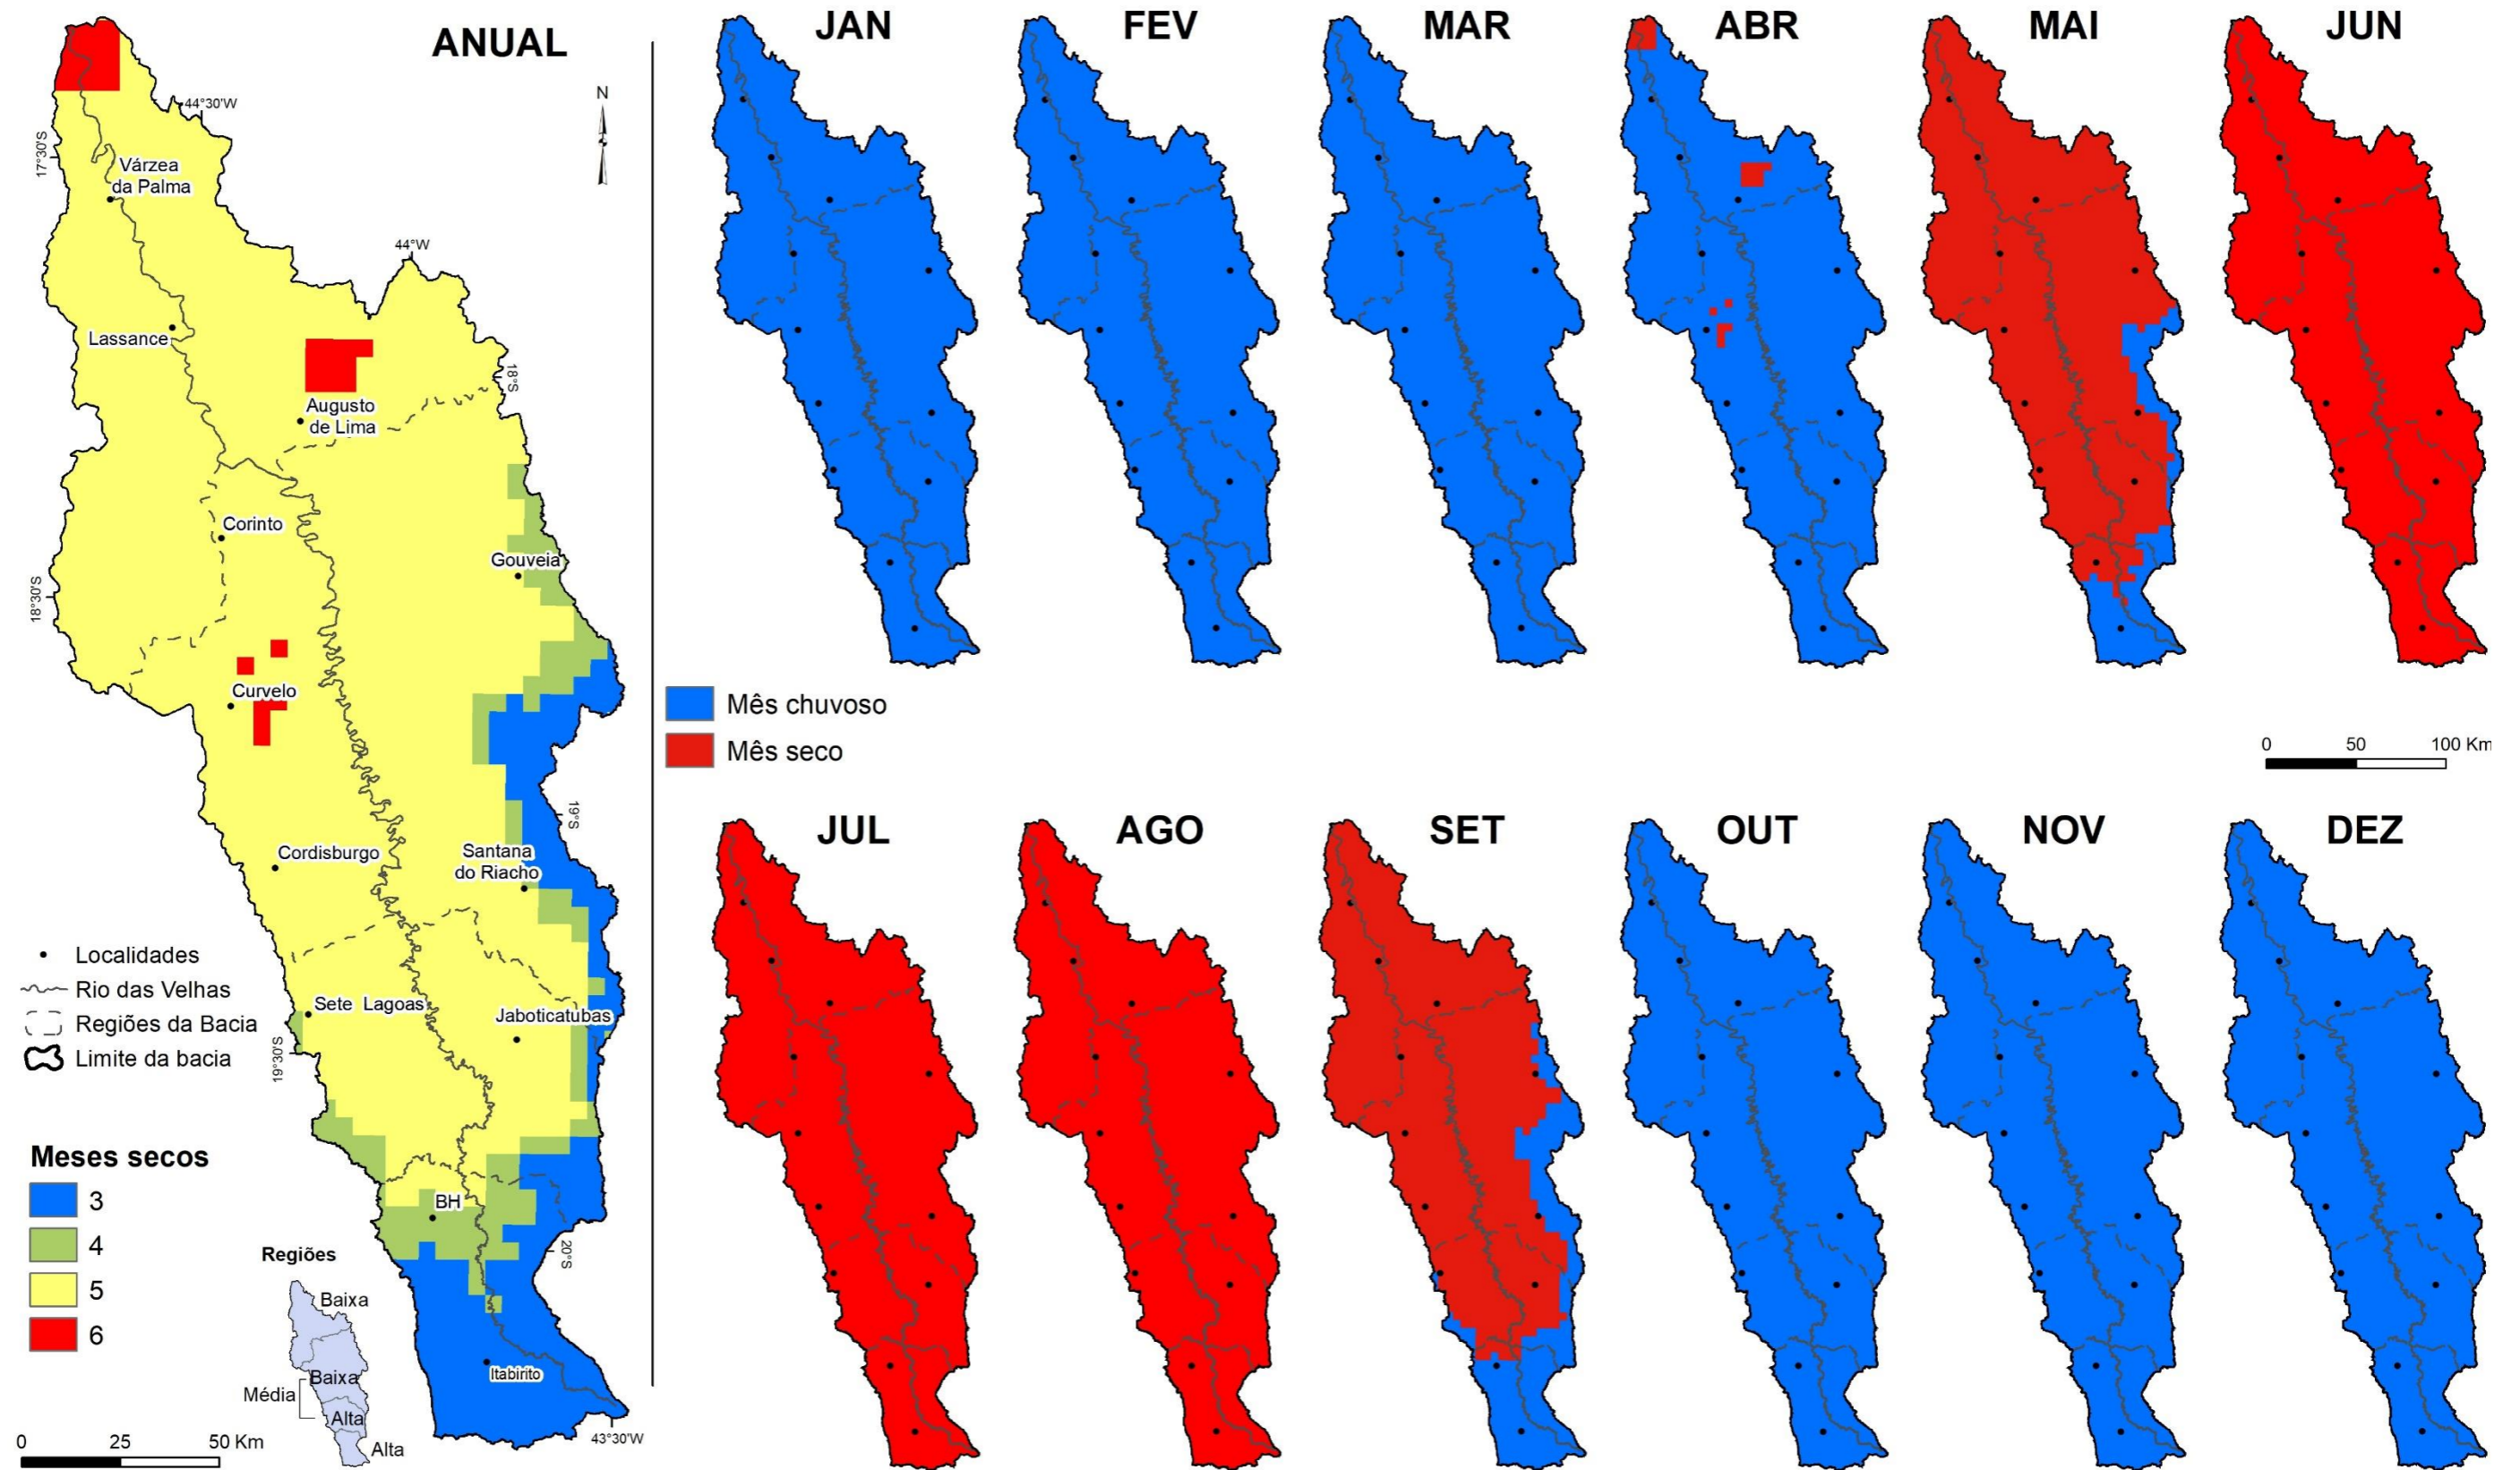 ANUAL
N
44°30'W
17°30'S
Várzea
da Palma
44°W
Lassance
18°S
Augusto
de Lima
Corinto
Gouveia
18°30'S
Curvelo
19°S
Cordisburgo
Santana
do Riacho
Localidades
Rio das Velhas
Regiões da Bacia
Limite da bacia
Sete Lagoas
Jaboticatubas
19°30'S
Meses secos
3
4
5
6
BH
20°S
Regiões
Baixa
Baixa
Média
Alta
Alta
Itabirito
43°30'W
0 25 50 Km
JAN FEV MAR ABR MAI JUN
Mês chuvoso
Mês seco
0 50 100 Km
JUL AGO SET OUT NOV DEZ